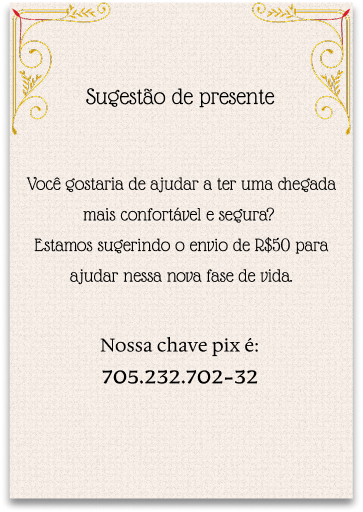 Sugestão de presente
Você gostaria de ajudar a ter uma chegada
mais confortável e segura?
Estamos sugerindo o envio de R$50 para
ajudar nessa nova fase de vida.
Nossa chave pix é:
705.232.702-32